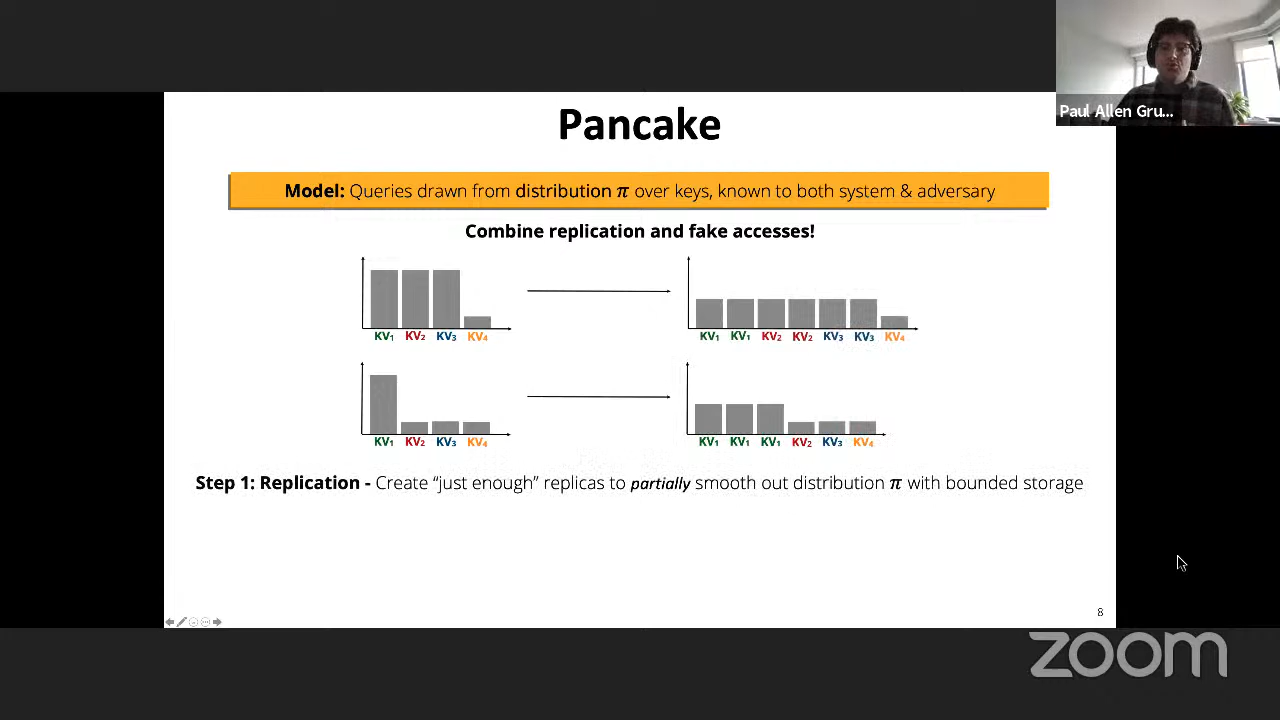 Paul Allen Gru...
Pancake
Model: Queries drawn from distribution π over keys, known to both system & adversary
Combine replication and fake accesses!
KV₁ KV₂ KV₃ KV₄
KV₁ KV₁ KV₂ KV₂ KV₃ KV₃ KV₄
KV₁ KV₂ KV₃ KV₄
KV₁ KV₁ KV₁ KV₂ KV₃ KV₄
Step 1: Replication - Create “just enough” replicas to partially smooth out distribution π with bounded storage
8
zoom